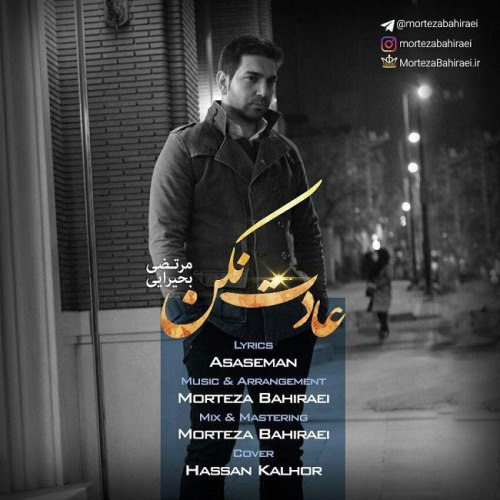 @mortezabahiraei
mortezabahiraei
MortezaBahiraei.ir
مرتضی
بحیرایی
عادت نکن
Lyrics
Asaseman
Music & Arrangement
Morteza Bahiraei
Mix & Mastering
Morteza Bahiraei
Cover
Hassan Kalhor